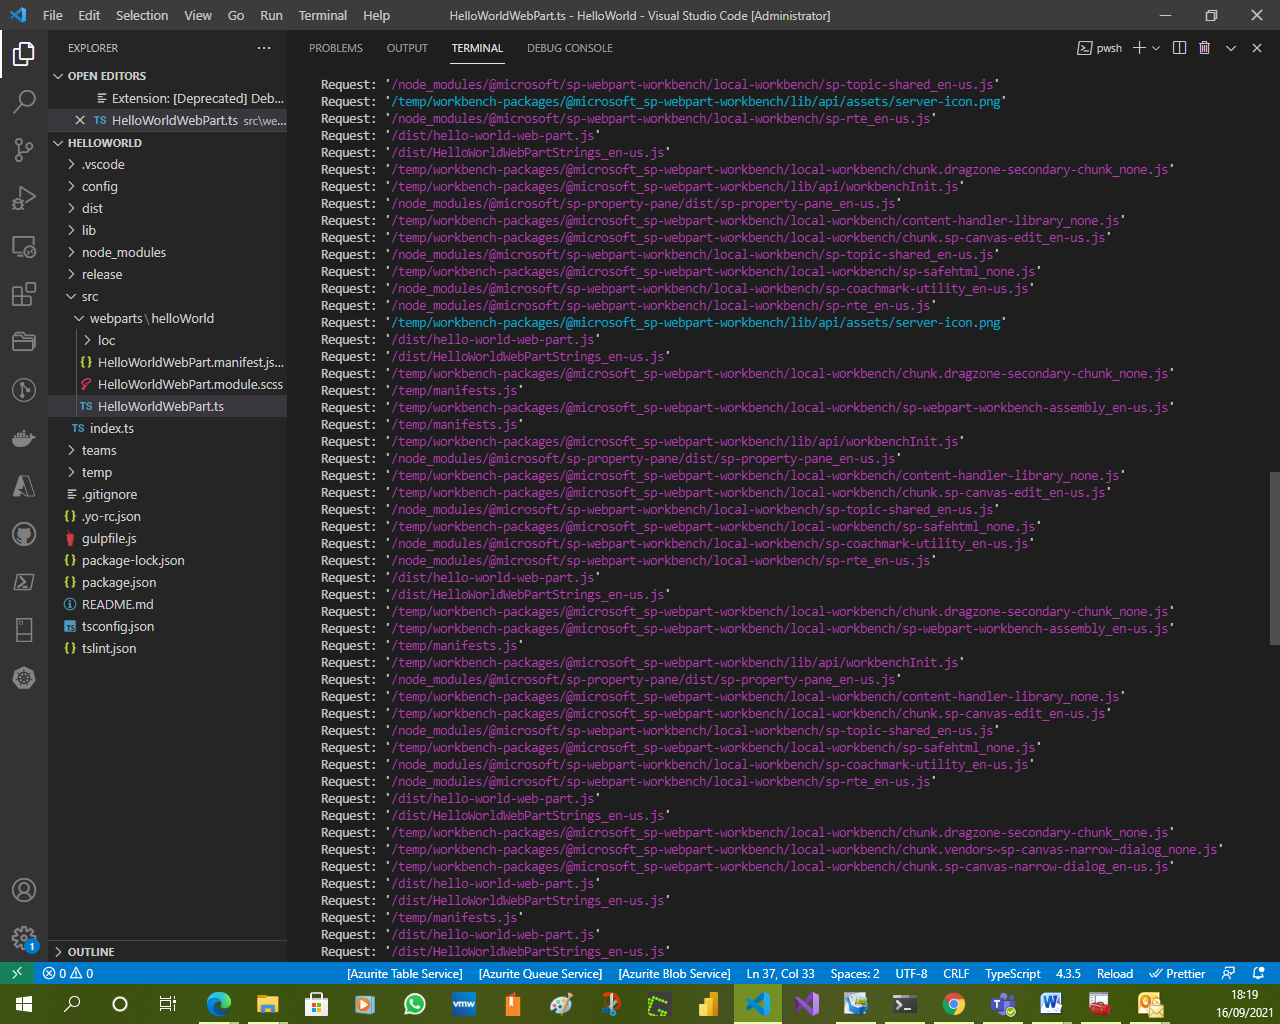 File Edit Selection View Go Run Terminal Help HelloWorldWebPart.ts - HelloWorld - Visual Studio Code [Administrator]
EXPLORER
OPEN EDITORS
Extension: [Deprecated] Deb...
HelloWorldWebPart.ts src\we...
HELLOWORLD
.vscode
config
dist
lib
node_modules
release
src
webparts \ helloWorld
loc
HelloWorldWebPart.manifest.js...
HelloWorldWebPart.module.scss
TS HelloWorldWebPart.ts
TS index.ts
teams
temp
.gitignore
.yo-rc.json
gulpfile.js
package-lock.json
package.json
README.md
tsconfig.json
tslint.json
OUTLINE
PROBLEMS OUTPUT TERMINAL DEBUG CONSOLE pwsh
Request: '/node_modules/@microsoft/sp-webpart-workbench/local-workbench/sp-topic-shared_en-us.js'
Request: '/temp/workbench-packages/@microsoft_sp-webpart-workbench/lib/api/assets/server-icon.png'
Request: '/node_modules/@microsoft/sp-webpart-workbench/local-workbench/sp-rte_en-us.js'
Request: '/dist/hello-world-web-part.js'
Request: '/dist/HelloWorldWebPartStrings_en-us.js'
Request: '/temp/workbench-packages/@microsoft_sp-webpart-workbench/local-workbench/chunk.dragzone-secondary-chunk_none.js'
Request: '/temp/workbench-packages/@microsoft_sp-webpart-workbench/lib/api/workbenchInit.js'
Request: '/node_modules/@microsoft/sp-property-pane/dist/sp-property-pane_en-us.js'
Request: '/temp/workbench-packages/@microsoft_sp-webpart-workbench/local-workbench/content-handler-library_none.js'
Request: '/temp/workbench-packages/@microsoft_sp-webpart-workbench/local-workbench/chunk.sp-canvas-edit_en-us.js'
Request: '/node_modules/@microsoft/sp-webpart-workbench/local-workbench/sp-topic-shared_en-us.js'
Request: '/temp/workbench-packages/@microsoft_sp-webpart-workbench/local-workbench/sp-safehtml_none.js'
Request: '/node_modules/@microsoft/sp-webpart-workbench/local-workbench/sp-coachmark-utility_en-us.js'
Request: '/node_modules/@microsoft/sp-webpart-workbench/local-workbench/sp-rte_en-us.js'
Request: '/temp/workbench-packages/@microsoft_sp-webpart-workbench/lib/api/assets/server-icon.png'
Request: '/dist/hello-world-web-part.js'
Request: '/dist/HelloWorldWebPartStrings_en-us.js'
Request: '/temp/workbench-packages/@microsoft_sp-webpart-workbench/local-workbench/chunk.dragzone-secondary-chunk_none.js'
Request: '/temp/manifests.js'
Request: '/temp/workbench-packages/@microsoft_sp-webpart-workbench/local-workbench/sp-webpart-workbench-assembly_en-us.js'
Request: '/temp/manifests.js'
Request: '/temp/workbench-packages/@microsoft_sp-webpart-workbench/lib/api/workbenchInit.js'
Request: '/node_modules/@microsoft/sp-property-pane/dist/sp-property-pane_en-us.js'
Request: '/temp/workbench-packages/@microsoft_sp-webpart-workbench/local-workbench/content-handler-library_none.js'
Request: '/temp/workbench-packages/@microsoft_sp-webpart-workbench/local-workbench/chunk.sp-canvas-edit_en-us.js'
Request: '/node_modules/@microsoft/sp-webpart-workbench/local-workbench/sp-topic-shared_en-us.js'
Request: '/temp/workbench-packages/@microsoft_sp-webpart-workbench/local-workbench/sp-safehtml_none.js'
Request: '/node_modules/@microsoft/sp-webpart-workbench/local-workbench/sp-coachmark-utility_en-us.js'
Request: '/node_modules/@microsoft/sp-webpart-workbench/local-workbench/sp-rte_en-us.js'
Request: '/dist/hello-world-web-part.js'
Request: '/dist/HelloWorldWebPartStrings_en-us.js'
Request: '/temp/workbench-packages/@microsoft_sp-webpart-workbench/local-workbench/chunk.dragzone-secondary-chunk_none.js'
Request: '/temp/workbench-packages/@microsoft_sp-webpart-workbench/local-workbench/sp-webpart-workbench-assembly_en-us.js'
Request: '/temp/manifests.js'
Request: '/temp/workbench-packages/@microsoft_sp-webpart-workbench/lib/api/workbenchInit.js'
Request: '/node_modules/@microsoft/sp-property-pane/dist/sp-property-pane_en-us.js'
Request: '/temp/workbench-packages/@microsoft_sp-webpart-workbench/local-workbench/content-handler-library_none.js'
Request: '/temp/workbench-packages/@microsoft_sp-webpart-workbench/local-workbench/chunk.sp-canvas-edit_en-us.js'
Request: '/node_modules/@microsoft/sp-webpart-workbench/local-workbench/sp-topic-shared_en-us.js'
Request: '/temp/workbench-packages/@microsoft_sp-webpart-workbench/local-workbench/sp-safehtml_none.js'
Request: '/node_modules/@microsoft/sp-webpart-workbench/local-workbench/sp-coachmark-utility_en-us.js'
Request: '/node_modules/@microsoft/sp-webpart-workbench/local-workbench/sp-rte_en-us.js'
Request: '/dist/hello-world-web-part.js'
Request: '/dist/HelloWorldWebPartStrings_en-us.js'
Request: '/temp/workbench-packages/@microsoft_sp-webpart-workbench/local-workbench/chunk.dragzone-secondary-chunk_none.js'
Request: '/temp/workbench-packages/@microsoft_sp-webpart-workbench/local-workbench/chunk.vendors~sp-canvas-narrow-dialog_none.js'
Request: '/temp/workbench-packages/@microsoft_sp-webpart-workbench/local-workbench/chunk.sp-canvas-narrow-dialog_en-us.js'
Request: '/dist/hello-world-web-part.js'
Request: '/dist/HelloWorldWebPartStrings_en-us.js'
Request: '/temp/manifests.js'
Request: '/dist/hello-world-web-part.js'
Request: '/dist/HelloWorldWebPartStrings_en-us.js'
0 0 [Azurite Table Service] [Azurite Queue Service] [Azurite Blob Service] Ln 37, Col 33 Spaces: 2 UTF-8 CRLF TypeScript 4.3.5 Reload Prettier
18:19
16/09/2021